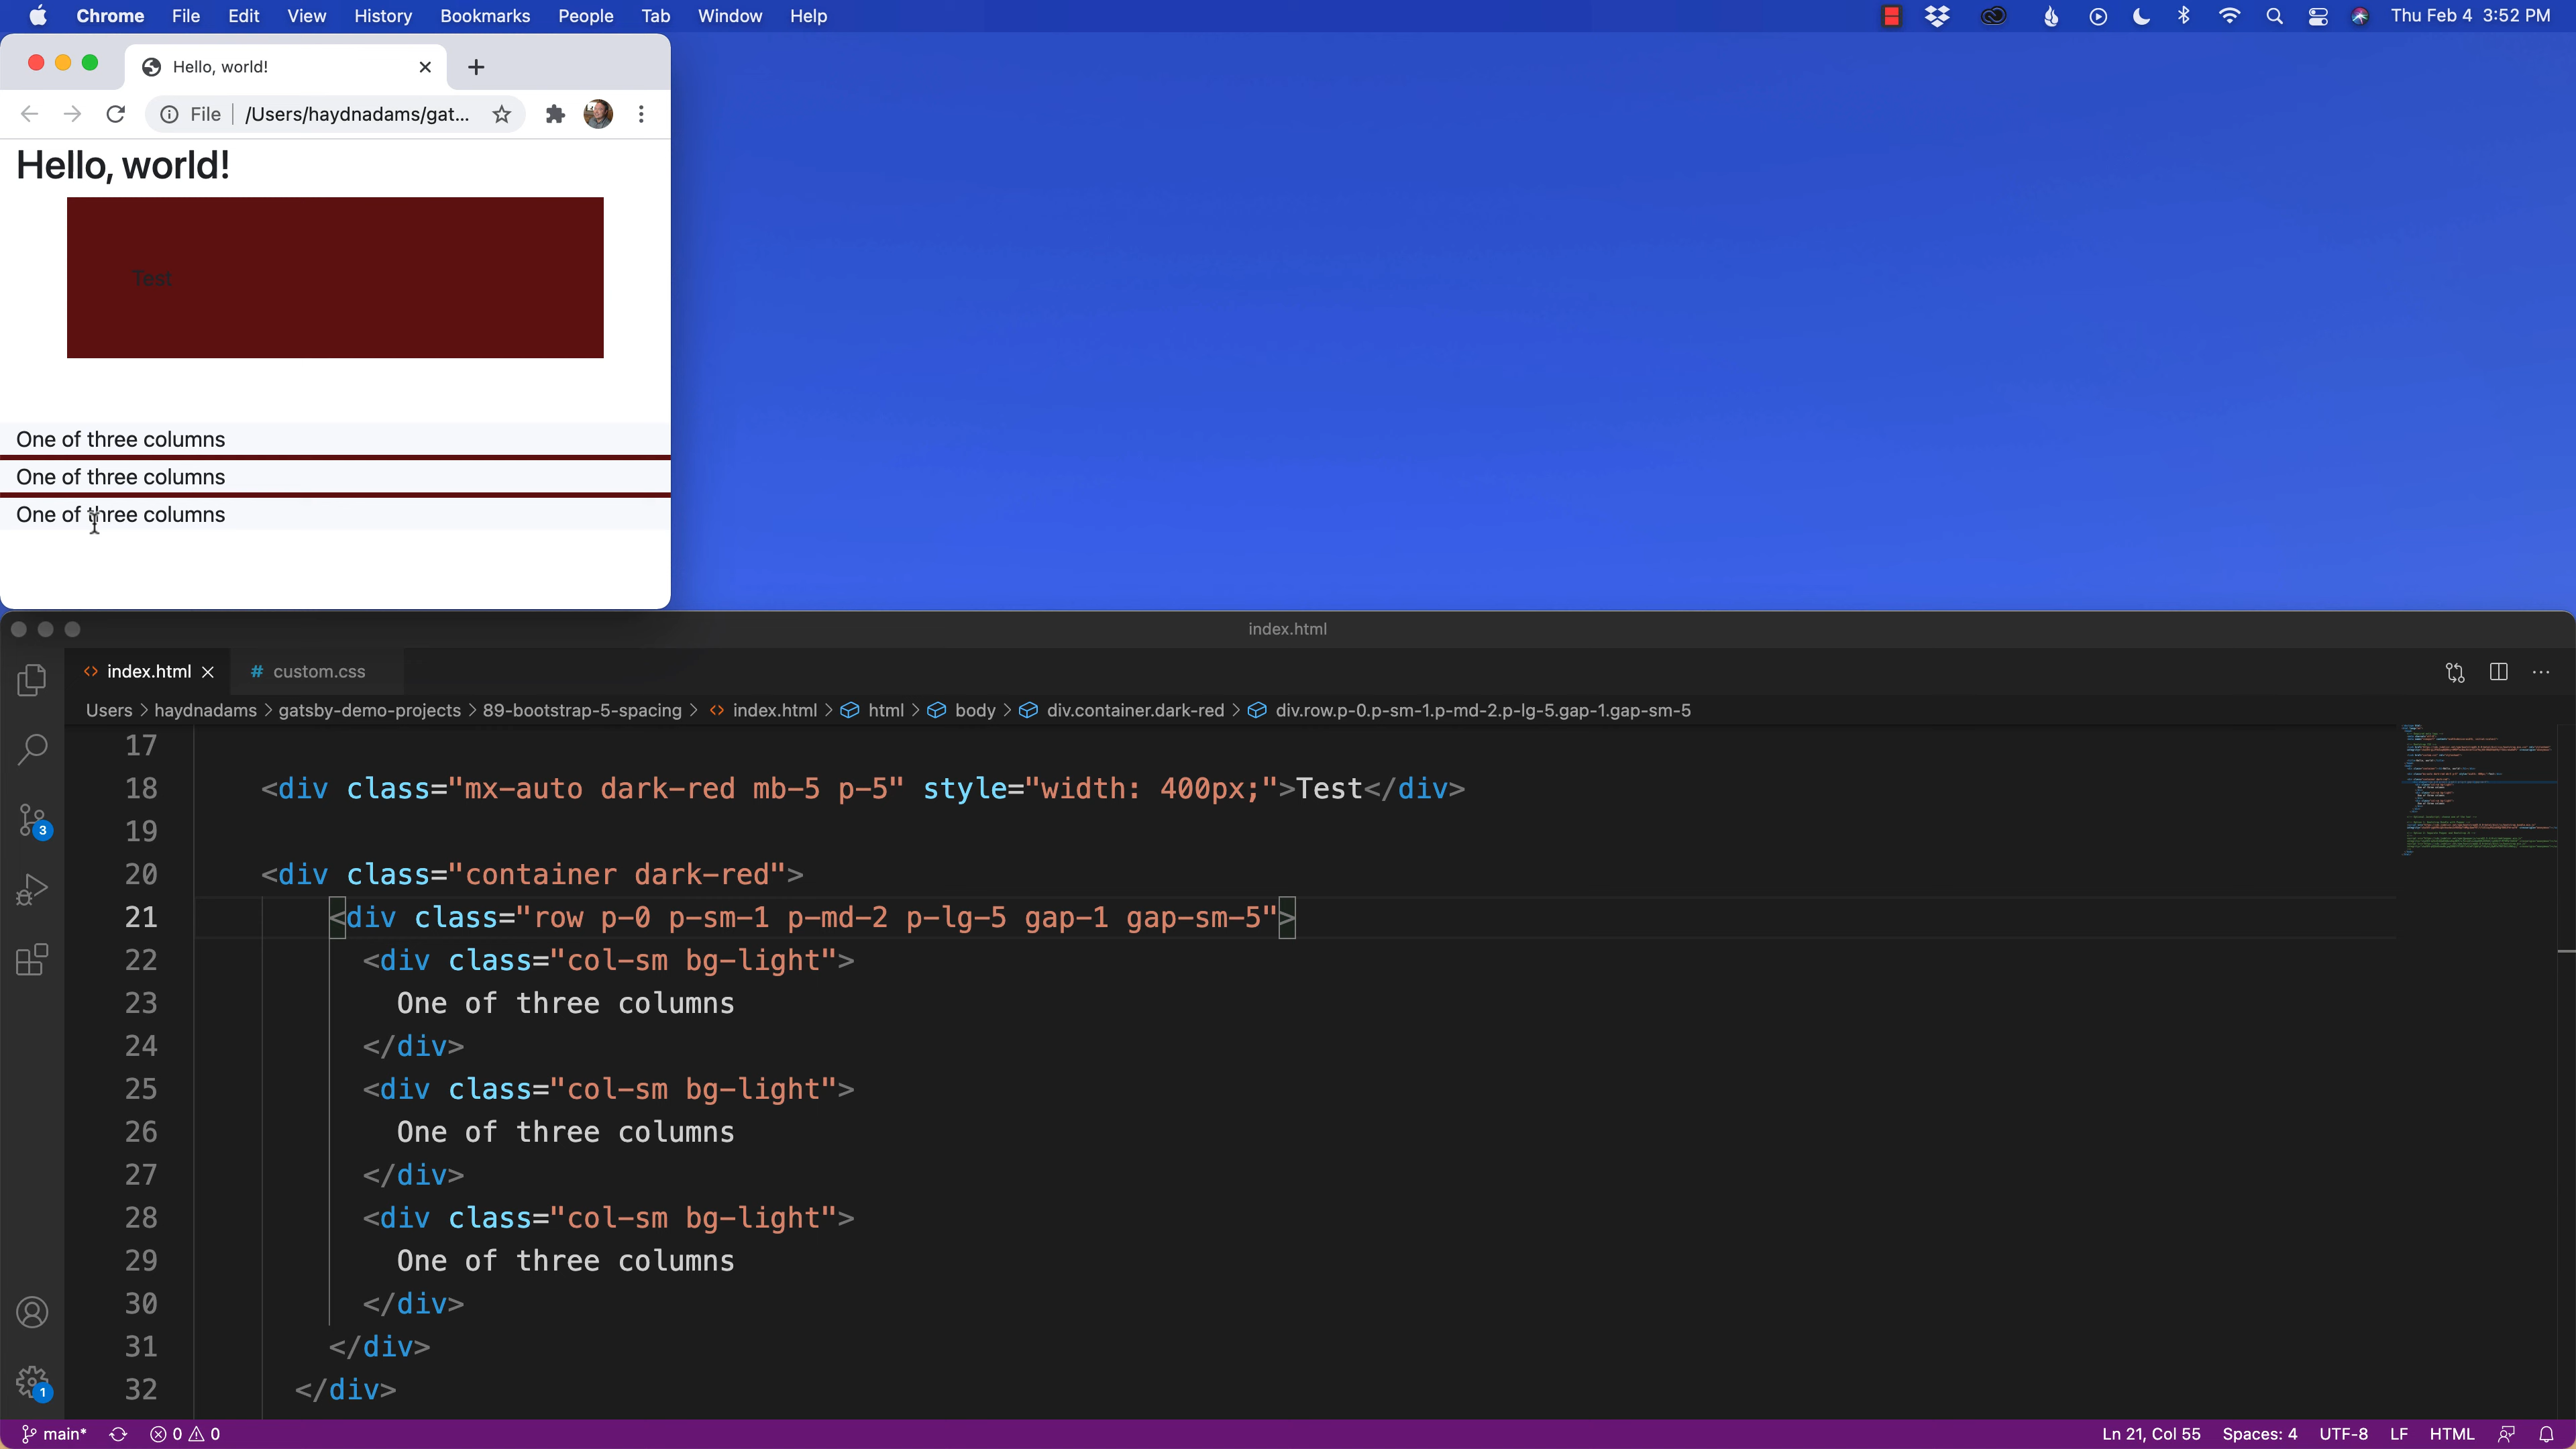 Chrome File Edit View History Bookmarks People Tab Window Help Thu Feb 4 3:52 PM
Hello, world!
File /Users/haydnadams/gat...
Hello, world!
Test
One of three columns
One of three columns
One of three columns
index.html
index.html # custom.css
Users > haydnadams > gatsby-demo-projects > 89-bootstrap-5-spacing > index.html > html > body > div.container.dark-red > div.row.p-0.p-sm-1.p-md-2.p-lg-5.gap-1.gap-sm-5
17
18 <div class="mx-auto dark-red mb-5 p-5" style="width: 400px;">Test</div>
19
20 <div class="container dark-red">
21 <div class="row p-0 p-sm-1 p-md-2 p-lg-5 gap-1 gap-sm-5">
22 <div class="col-sm bg-light">
23 One of three columns
24 </div>
25 <div class="col-sm bg-light">
26 One of three columns
27 </div>
28 <div class="col-sm bg-light">
29 One of three columns
30 </div>
31 </div>
32 </div>
3
1
main* 0 0 Ln 21, Col 55 Spaces: 4 UTF-8 LF HTML